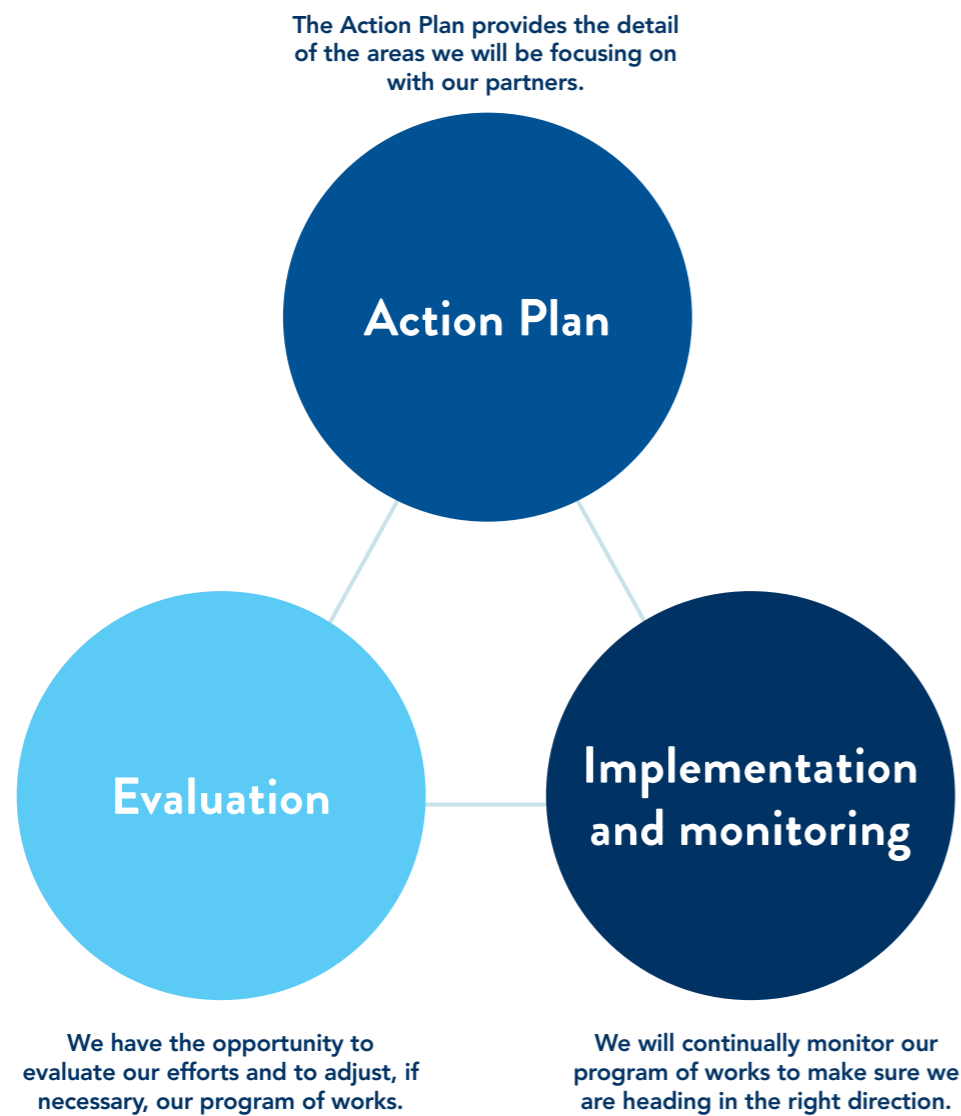 The Action Plan provides the detail
of the areas we will be focusing on
with our partners.
Action Plan
Evaluation
Implementation
and monitoring
We have the opportunity to
evaluate our efforts and to adjust, if
necessary, our program of works.
We will continually monitor our
program of works to make sure we
are heading in the right direction.